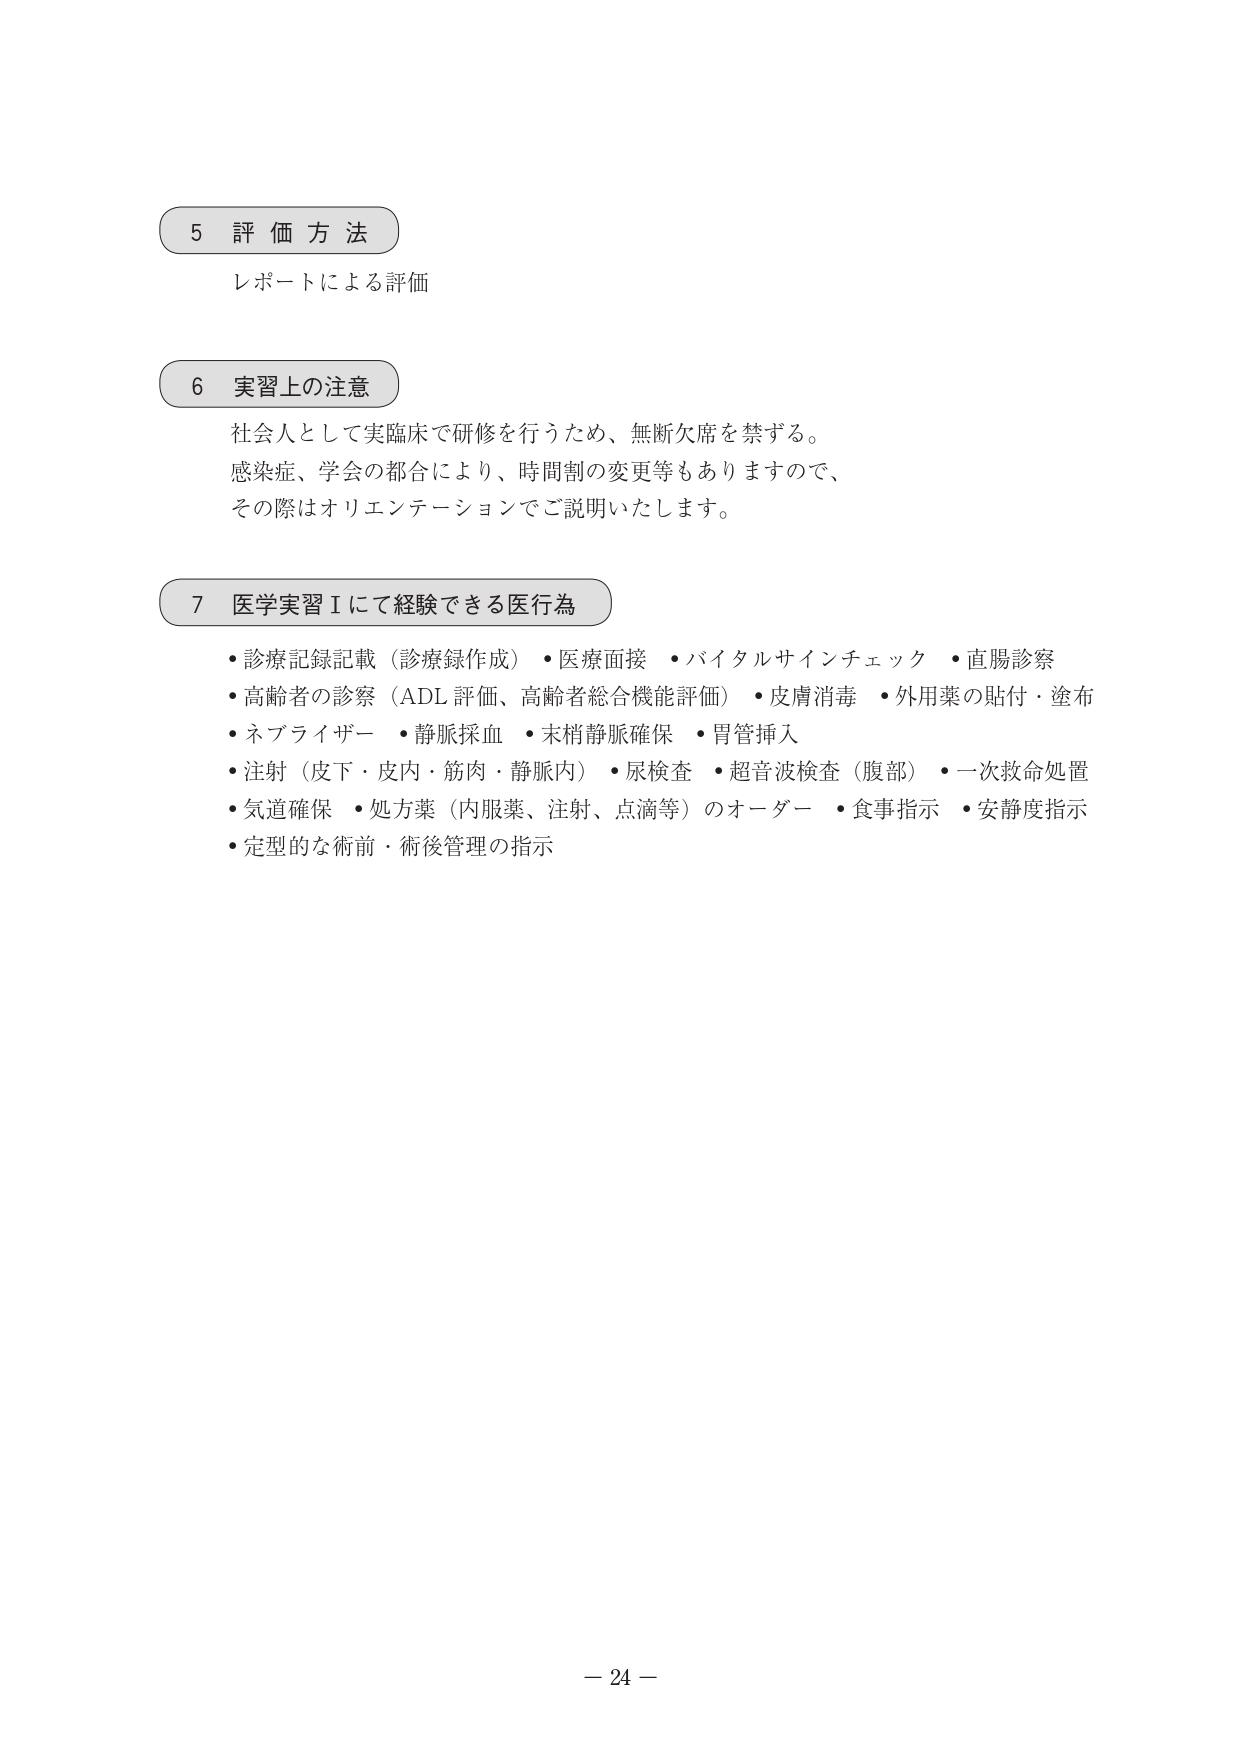 5 評価方法
レポートによる評価
6 実習上の注意
社会人として実臨床で研修を行うため、無断欠席を禁ずる。
感染症、学会の都合により、時間割の変更等もありますので、
その際はオリエンテーションでご説明いたします。
7 医学実習Ⅰにて経験できる医行為
•診療記録記載（診療録作成） •医療面接 •バイタルサインチェック •直腸診察
•高齢者の診察（ADL 評価、高齢者総合機能評価） •皮膚消毒 •外用薬の貼付・塗布
•ネブライザー •静脈採血 •末梢静脈確保 •胃管挿入
•注射（皮下・皮内・筋肉・静脈内） •尿検査 •超音波検査（腹部） •一次救命処置
•気道確保 •処方薬（内服薬、注射、点滴等）のオーダー •食事指示 •安静度指示
•定型的な術前・術後管理の指示
― 24 ―